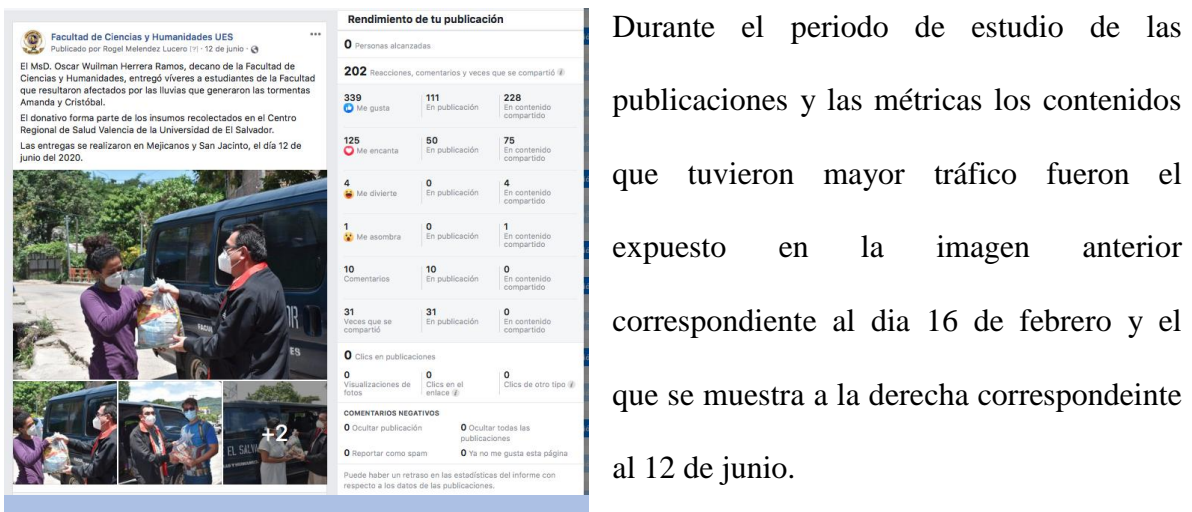 Facultad de Ciencias y Humanidades UES
Publicado por Rogel Melendez Lucero [?] · 12 de junio ·
El MsD. Oscar Wuilman Herrera Ramos, decano de la Facultad de
Ciencias y Humanidades, entregó víveres a estudiantes de la Facultad
que resultaron afectados por las lluvias que generaron las tormentas
Amanda y Cristóbal.
El donativo forma parte de los insumos recolectados en el Centro
Regional de Salud Valencia de la Universidad de El Salvador.
Las entregas se realizaron en Mejicanos y San Jacinto, el día 12 de
junio del 2020.
+2
EL SALV
Rendimiento de tu publicación
0 Personas alcanzadas
202 Reacciones, comentarios y veces que se compartió
339 111 228
Me gusta En publicación En contenido
compartido
125 50 75
Me encanta En publicación En contenido
compartido
4 0 4
Me divierte En publicación En contenido
compartido
1 0 1
Me asombra En publicación En contenido
compartido
10 10 0
Comentarios En publicación En contenido
compartido
31 31 0
Veces que se En publicación En contenido
compartió compartido
0 Clics en publicaciones
0 0 0
Visualizaciones de Clics en el Clics de otro tipo
fotos enlace
COMENTARIOS NEGATIVOS
0 Ocultar publicación 0 Ocultar todas las
publicaciones
0 Reportar como spam 0 Ya no me gusta esta página
Puede haber un retraso en las estadísticas del informe con
respecto a los datos de las publicaciones.
Durante el periodo de estudio de las
publicaciones y las métricas los contenidos
que tuvieron mayor tráfico fueron el
expuesto en la imagen anterior
correspondiente al dia 16 de febrero y el
que se muestra a la derecha correspondeinte
al 12 de junio.